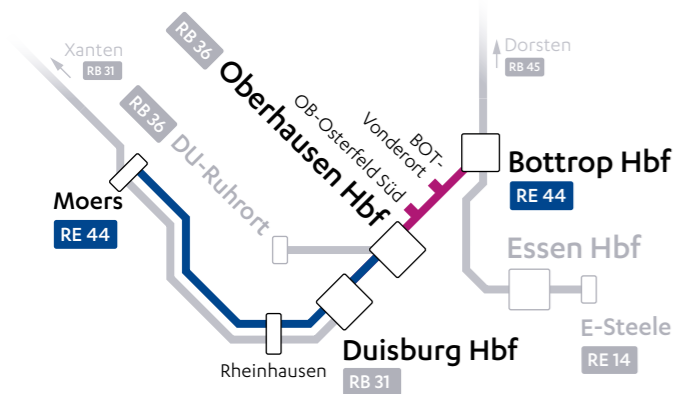 Xanten
RB 31
RB 36
Oberhausen Hbf
OB-Osterfeld Süd
BOT-
Vonderort
Dorsten
RB 45
RB 36
DU-Ruhrort
Bottrop Hbf
RE 44
Moers
RE 44
Essen Hbf
E-Steele
RE 14
Rheinhausen
Duisburg Hbf
RB 31